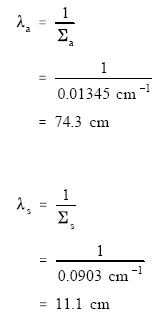 λₐ = 1/Σₐ
= 1/0.01345 cm⁻¹
= 74.3 cm
λₛ = 1/Σₛ
= 1/0.0903 cm⁻¹
= 11.1 cm